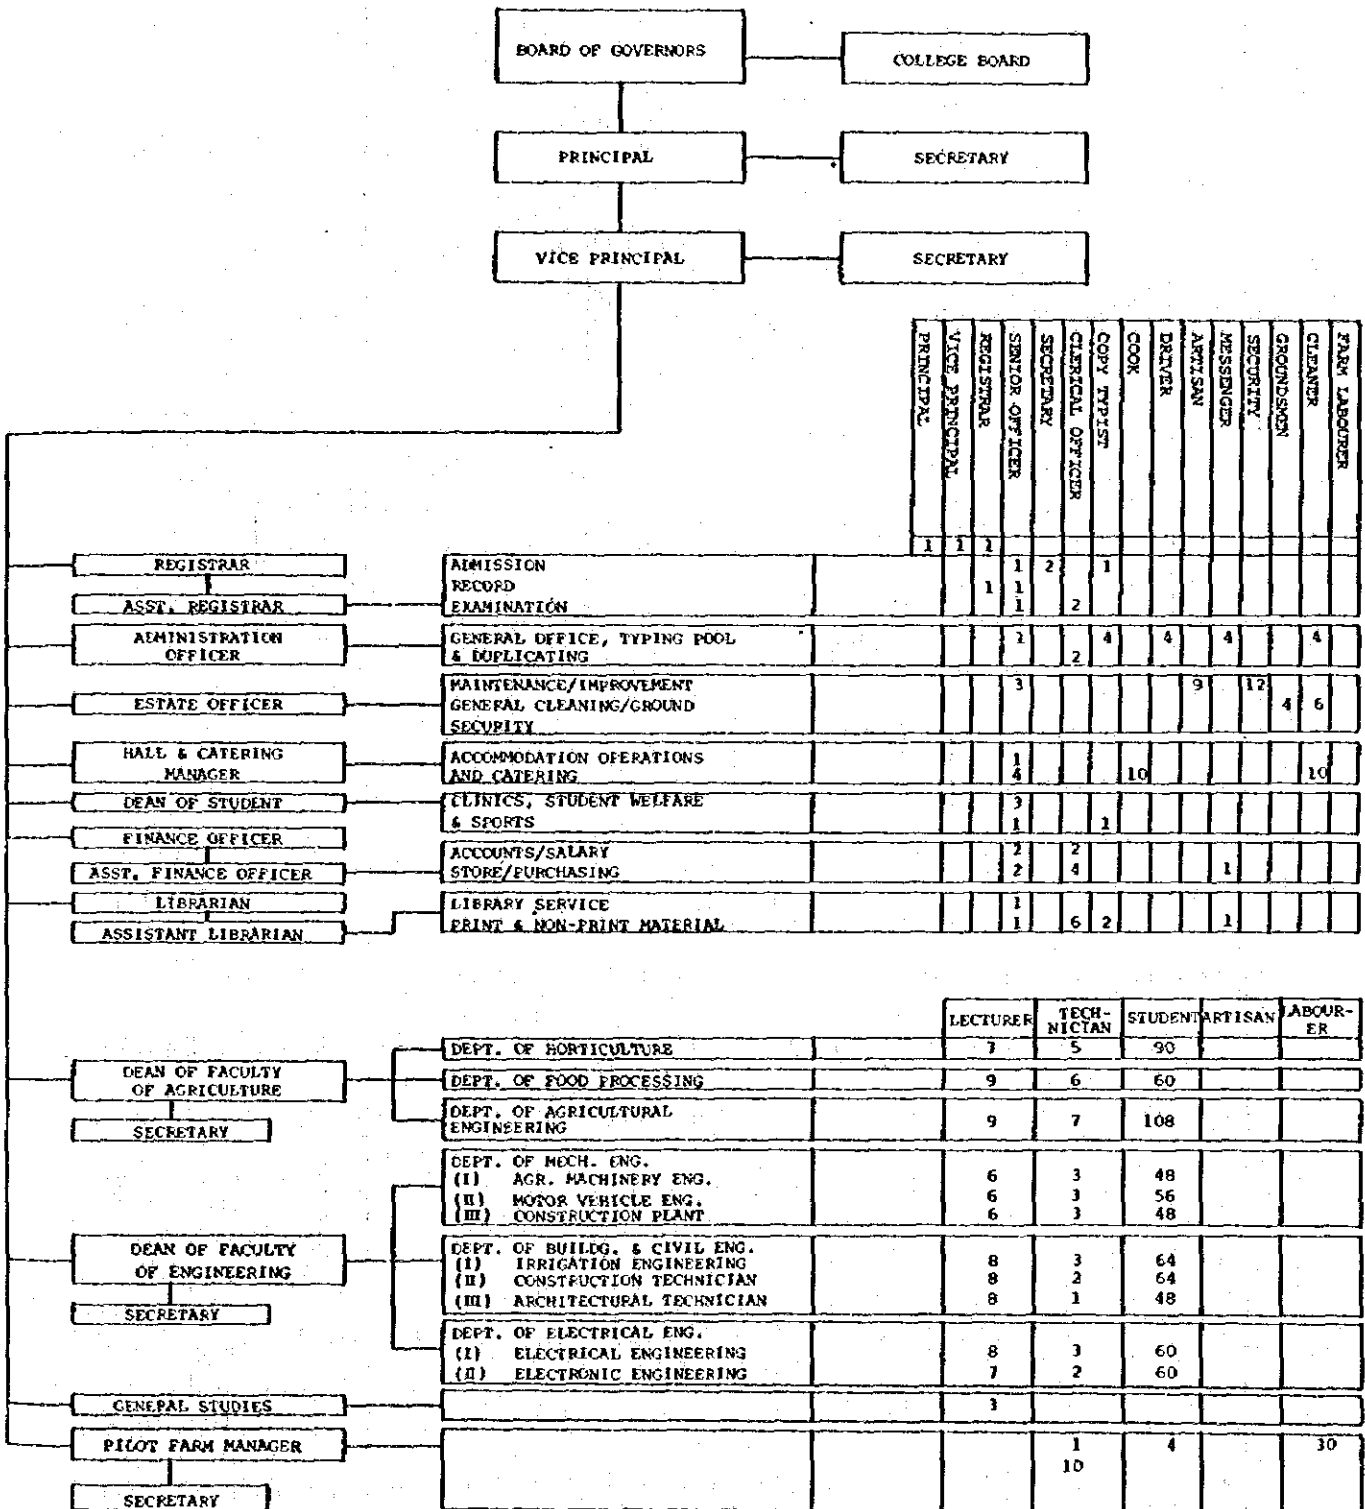 BOARD OF GOVERNORS
COLLEGE BOARD
PRINCIPAL
SECRETARY
VICE PRINCIPAL
SECRETARY
PRINCIPAL
VICE PRINCIPAL
REGISTRAR
SENIOR OFFICER
SECRETARY
CLERICAL OFFICER
COPY TYPIST
COOK
DRIVER
ARTISAN
MESSENGER
SECURITY
GROUNDSMEN
CLEANER
FARM LABOURER
1 1 1
REGISTRAR
ASST. REGISTRAR
ADMISSION 1 2 1
RECORD 1 1
EXAMINATION 1 2
ADMINISTRATION
OFFICER
GENERAL OFFICE, TYPING POOL 1 4 4 4 4
& DUPLICATING 2
ESTATE OFFICER
MAINTENANCE/IMPROVEMENT 3 9 12
GENERAL CLEANING/GROUND 4 6
SECURITY
HALL & CATERING
MANAGER
ACCOMMODATION OPERATIONS 1
AND CATERING 4 10 10
DEAN OF STUDENT
CLINICS, STUDENT WELFARE 3
& SPORTS 1 1
FINANCE OFFICER
ASST. FINANCE OFFICER
ACCOUNTS/SALARY 2 2
STORE/PURCHASING 2 4 1
LIBRARIAN
ASSISTANT LIBRARIAN
LIBRARY SERVICE 1
PRINT & NON-PRINT MATERIAL 1 6 2 1
LECTURER TECH- STUDENT ARTISAN LABOUR-
NICIAN ER
DEAN OF FACULTY
OF AGRICULTURE
SECRETARY
DEPT. OF HORTICULTURE 7 5 90
DEPT. OF FOOD PROCESSING 9 6 60
DEPT. OF AGRICULTURAL
ENGINEERING 9 7 108
DEAN OF FACULTY
OF ENGINEERING
SECRETARY
DEPT. OF MECH. ENG.
(I) AGR. MACHINERY ENG. 6 3 48
(II) MOTOR VEHICLE ENG. 6 3 56
(III) CONSTRUCTION PLANT 6 3 48
DEPT. OF BUILDG. & CIVIL ENG.
(I) IRRIGATION ENGINEERING 8 3 64
(II) CONSTRUCTION TECHNICIAN 8 2 64
(III) ARCHITECTURAL TECHNICIAN 8 1 48
DEPT. OF ELECTRICAL ENG.
(I) ELECTRICAL ENGINEERING 8 3 60
(II) ELECTRONIC ENGINEERING 7 2 60
GENERAL STUDIES 3
PILOT FARM MANAGER 1 4 30
10
SECRETARY